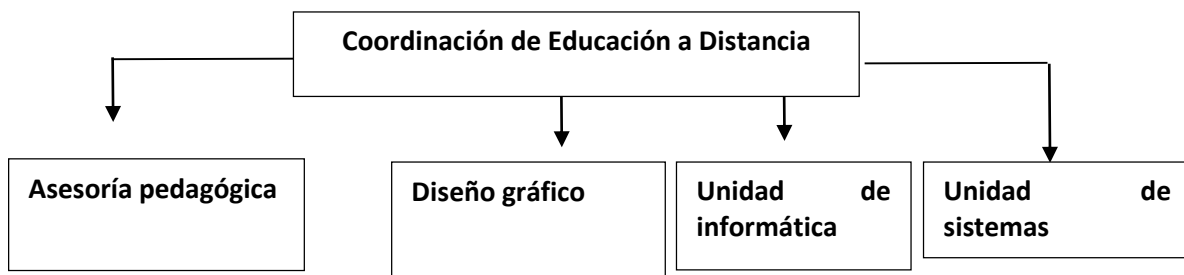 Coordinación de Educación a Distancia
Asesoría pedagógica
Diseño gráfico
Unidad de
informática
Unidad de
sistemas